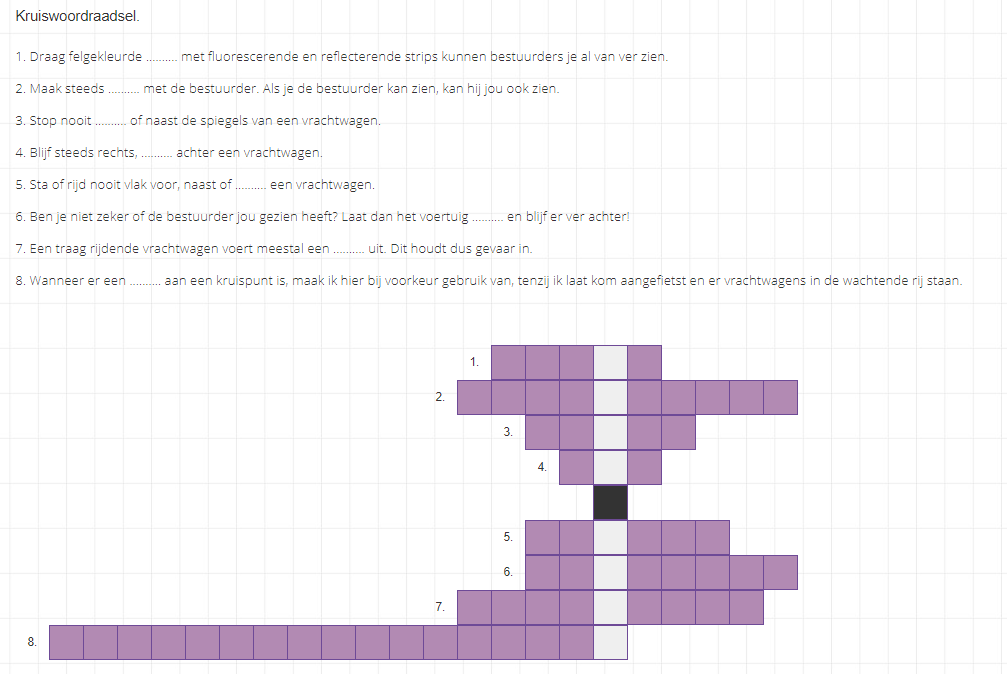 Kruiswoordraadsel.
1. Draag felgekleurde ......... met fluorescerende en reflecterende strips kunnen bestuurders je al van ver zien.
2. Maak steeds ......... met de bestuurder. Als je de bestuurder kan zien, kan hij jou ook zien.
3. Stop nooit ......... of naast de spiegels van een vrachtwagen.
4. Blijf steeds rechts, ......... achter een vrachtwagen.
5. Sta of rijd nooit vlak voor, naast of ......... een vrachtwagen.
6. Ben je niet zeker of de bestuurder jou gezien heeft? Laat dan het voertuig ......... en blijf er ver achter!
7. Een traag rijdende vrachtwagen voert meestal een ......... uit. Dit houdt dus gevaar in.
8. Wanneer er een ......... aan een kruispunt is, maak ik hier bij voorkeur gebruik van, tenzij ik laat kom aangefietst en er vrachtwagens in de wachtende rij staan.
1.
2.
3.
4.
5.
6.
7.
8.